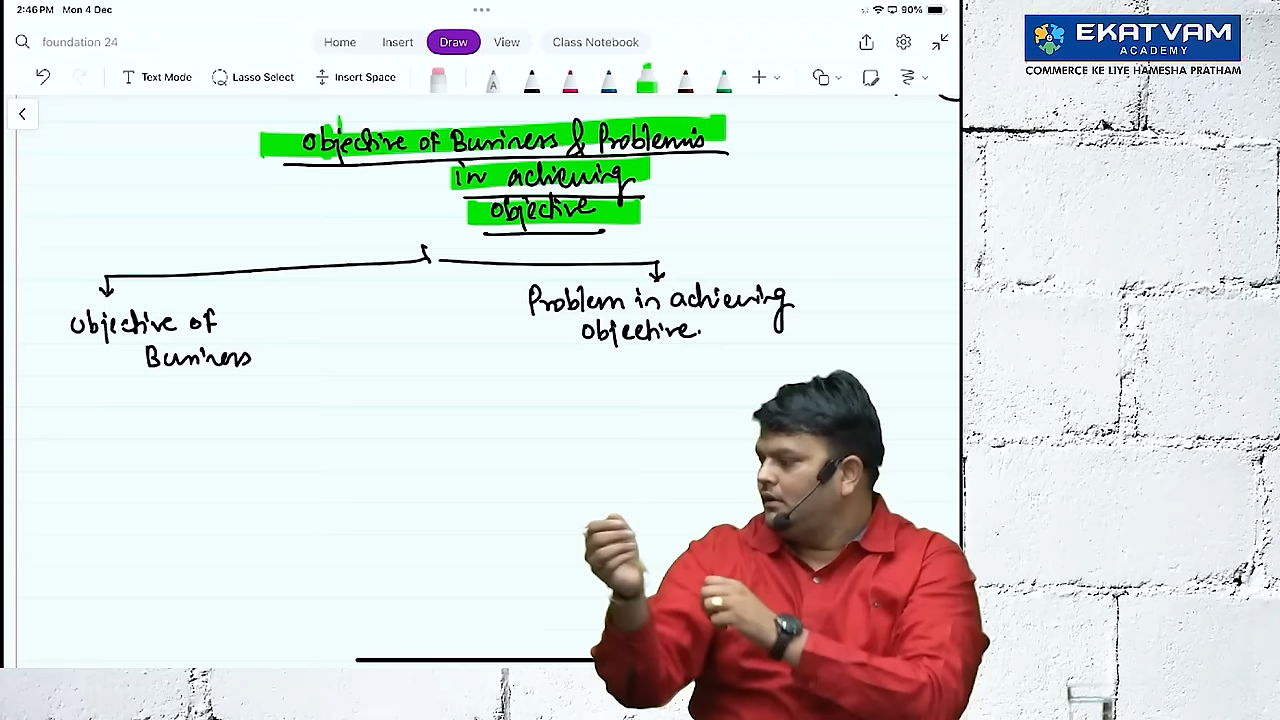 2:46 PM Mon 4 Dec
90%
foundation 24
Home Insert Draw View Class Notebook
Text Mode Lasso Select Insert Space
EKATVAM
ACADEMY
COMMERCE KE LIYE HAMESHA PRATHAM
Objective of Business & Problems
in achieving
objective
Objective of
Business
Problem in achieving
objective.